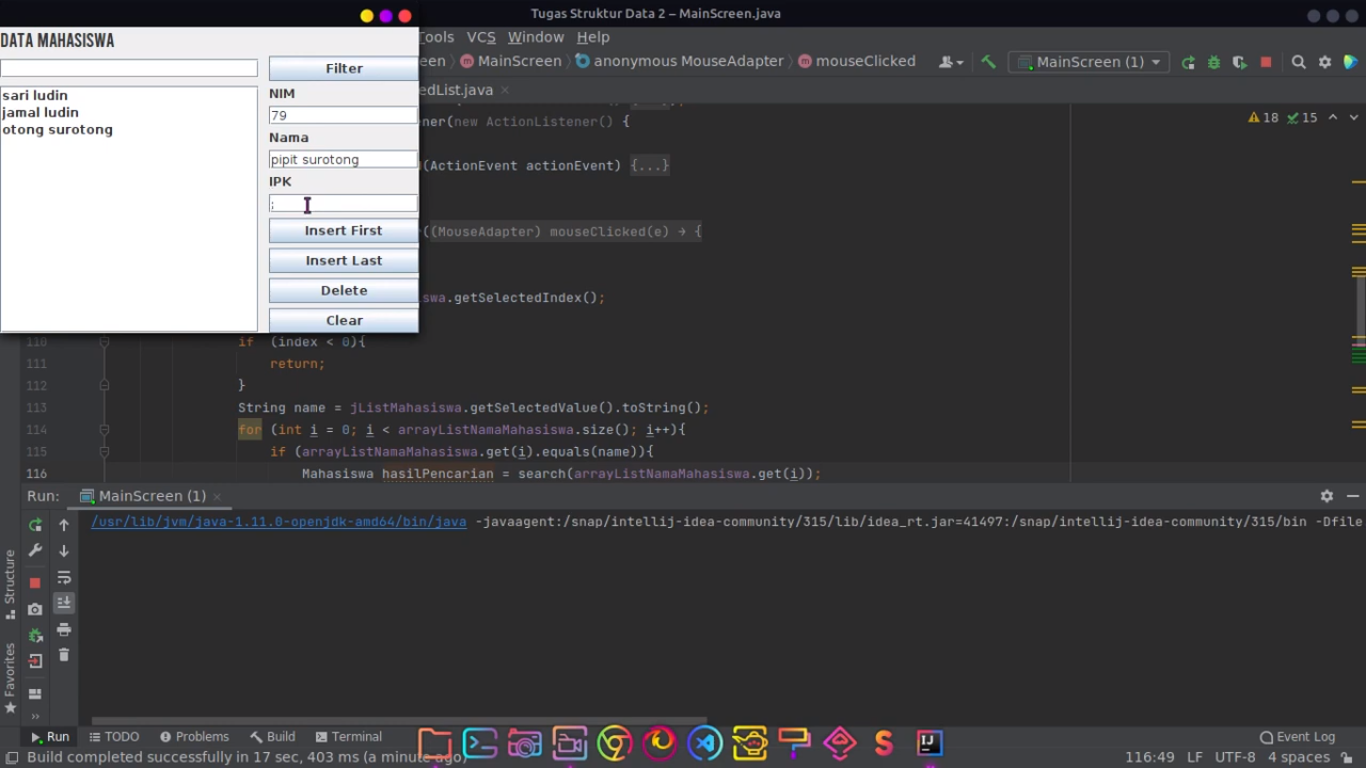 Tugas Struktur Data 2 – MainScreen.java
Tools VCS Window Help
een MainScreen anonymous MouseAdapter mouseClicked MainScreen (1)
DATA MAHASISWA
Filter
sari ludin
jamal ludin
otong surotong
NIM
79
Nama
pipit surotong
IPK
;
Insert First
Insert Last
Delete
Clear
edList.java
ner(new ActionListener() {
18 15
(ActionEvent actionEvent) {...}
((MouseAdapter) mouseClicked(e) → {
swa.getSelectedIndex();
110 if (index < 0){
111 return;
112 }
113 String name = jListMahasiswa.getSelectedValue().toString();
114 for (int i = 0; i < arrayListNamaMahasiswa.size(); i++){
115 if (arrayListNamaMahasiswa.get(i).equals(name)){
116 Mahasiswa hasilPencarian = search(arrayListNamaMahasiswa.get(i));
Run: MainScreen (1)
/usr/lib/jvm/java-1.11.0-openjdk-amd64/bin/java -javaagent:/snap/intellij-idea-community/315/lib/idea_rt.jar=41497:/snap/intellij-idea-community/315/bin -Dfile
Structure
Favorites
Run TODO Problems Build Terminal
Event Log
Build completed successfully in 17 sec, 403 ms (a minute ago)
116:49 LF UTF-8 4 spaces